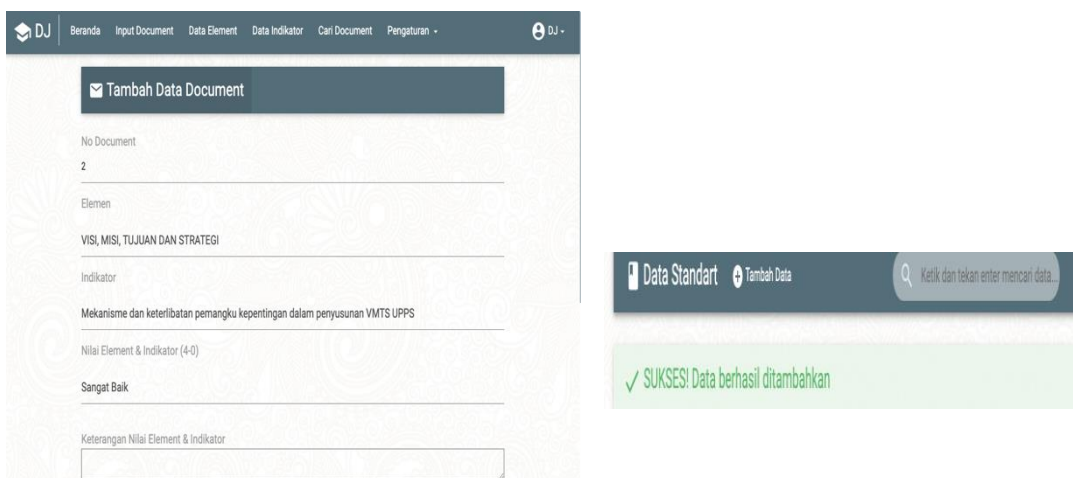 DJ Beranda Input Document Data Element Data Indikator Cari Document Pengaturan DJ
Tambah Data Document
No Document
2
Elemen
VISI, MISI, TUJUAN DAN STRATEGI
Indikator
Mekanisme dan keterlibatan pemangku kepentingan dalam penyusunan VMTS UPPS
Nilai Element & Indikator (4-0)
Sangat Baik
Keterangan Nilai Element & Indikator
Data Standart Tambah Data Ketik dan tekan enter mencari data...
SUKSES! Data berhasil ditambahkan